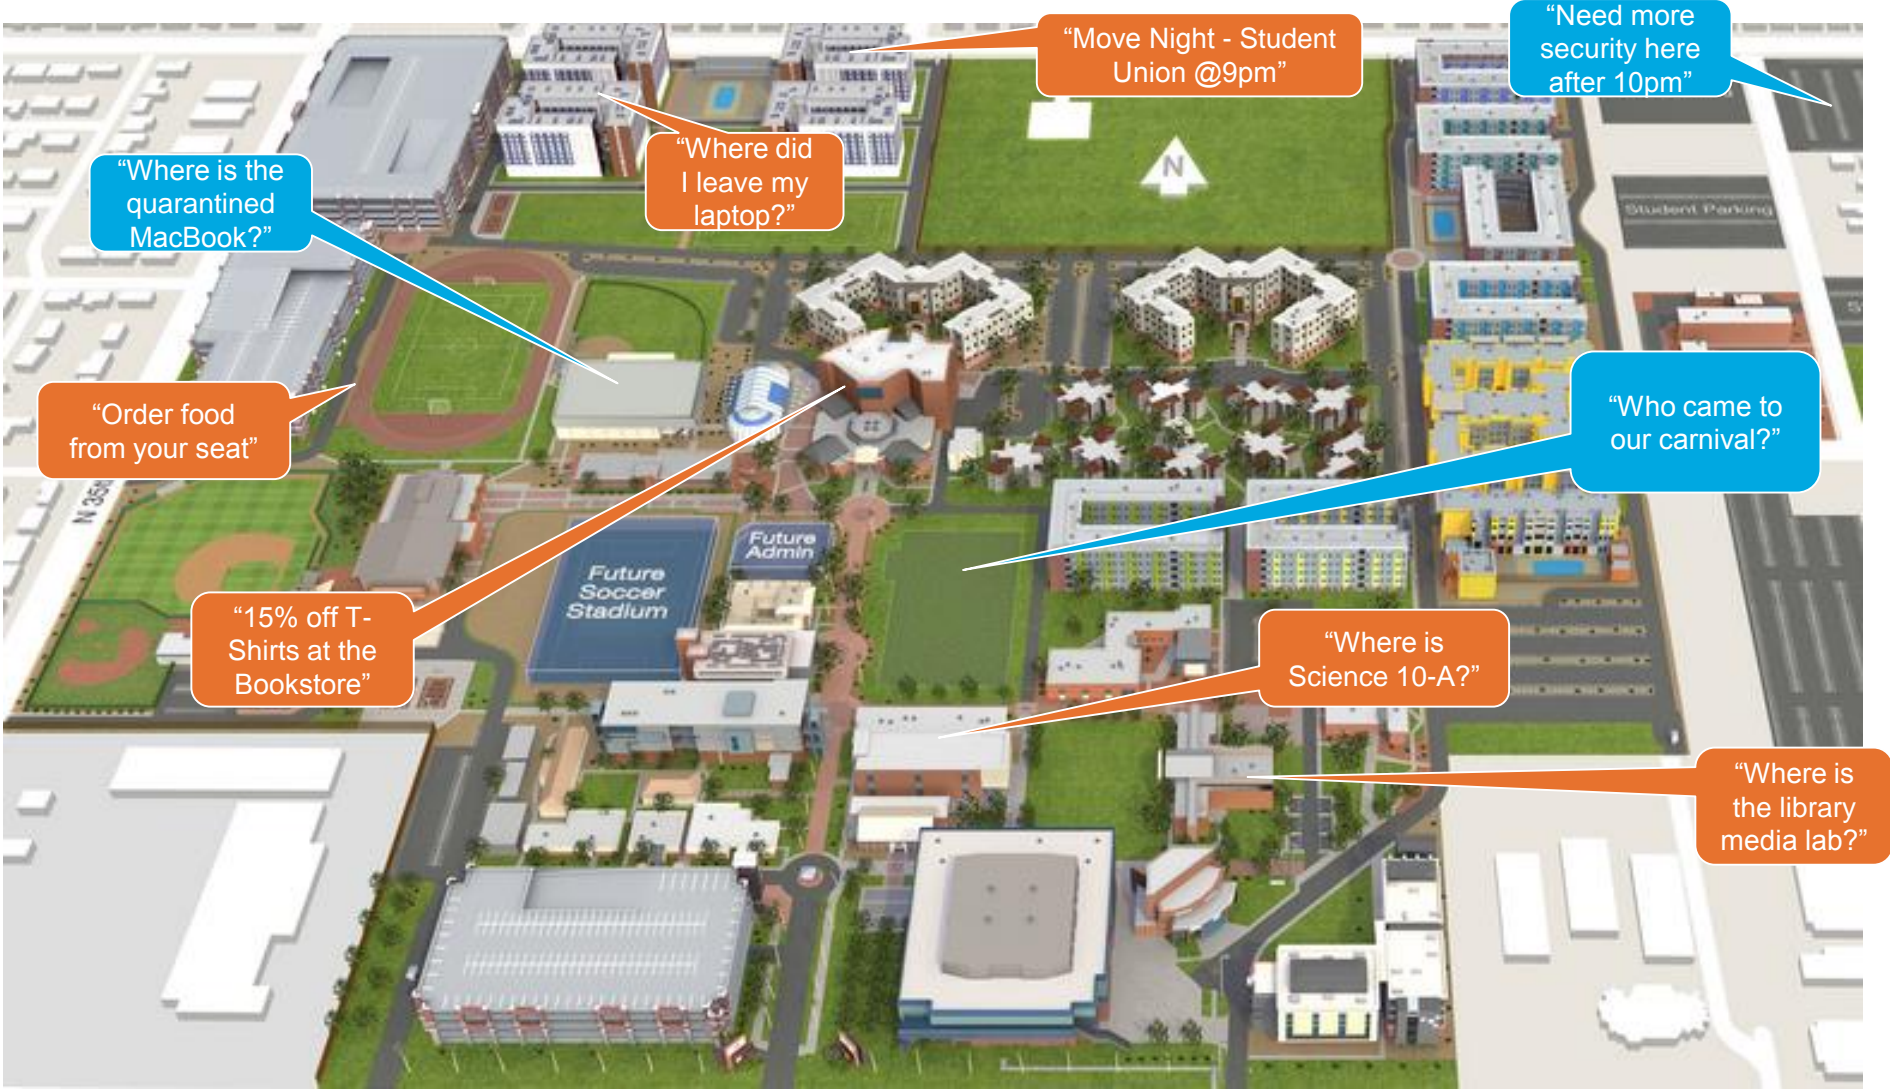 “Move Night - Student
Union @9pm”
“Need more
security here
after 10pm”
“Where did
I leave my
laptop?”
“Where is the
quarantined
MacBook?”
N
Student Parking
“Order food
from your seat”
“Who came to
our carnival?”
N 35th
Future
Admin
Future
Soccer
Stadium
“15% off T-
Shirts at the
Bookstore”
“Where is
Science 10-A?”
“Where is
the library
media lab?”